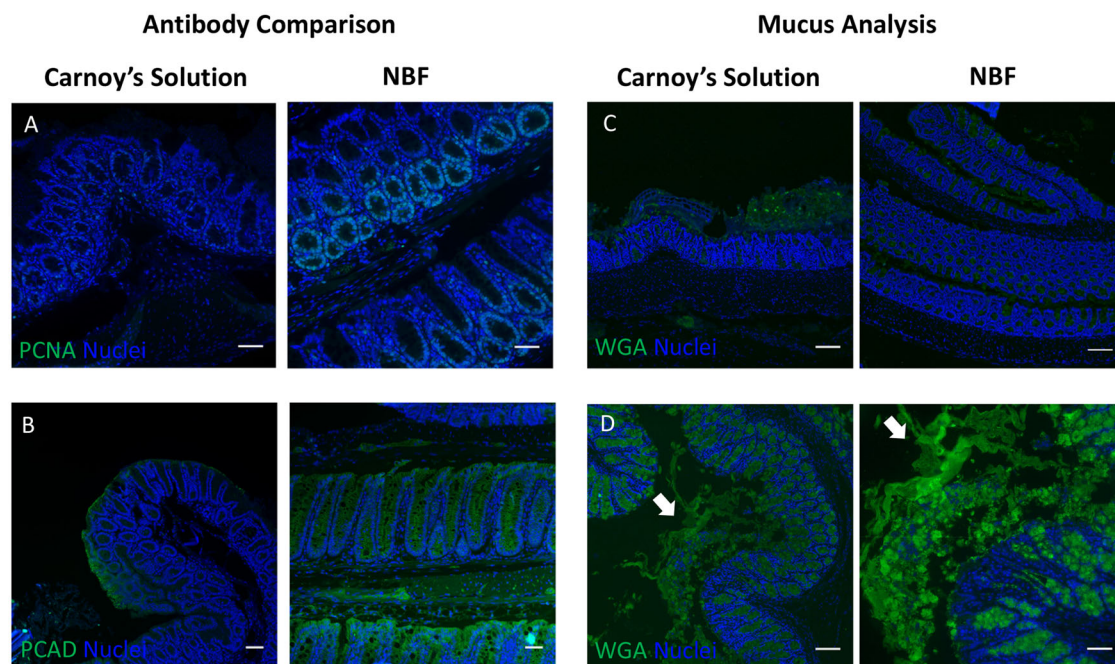 Antibody Comparison
Mucus Analysis
Carnoy's Solution
NBF
Carnoy's Solution
NBF
A
PCNA Nuclei
C
WGA Nuclei
B
PCAD Nuclei
D
WGA Nuclei